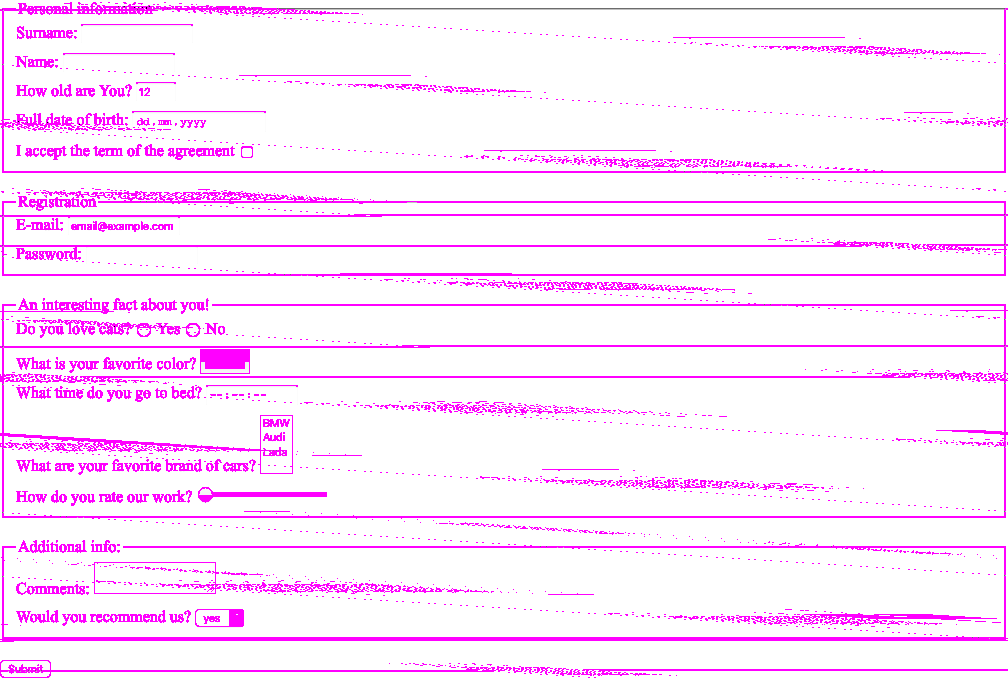 Personal information
Surname:
Name:
How old are You? 12
Full date of birth: dd.mm.yyyy
I accept the term of the agreement
Registration
E-mail: email@example.com
Password:
An interesting fact about you!
Do you love cats? Yes No
What is your favorite color?
What time do you go to bed? --:--
BMW
Audi
Lada
What are your favorite brand of cars?
How do you rate our work?
Additional info:
Comments:
Would you recommend us? yes
Submit